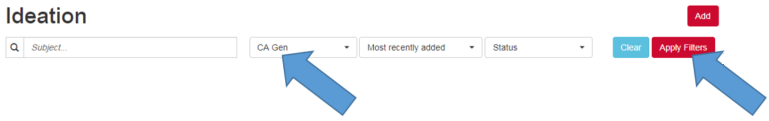 Ideation Add
Subject... CA Gen Most recently added Status Clear Apply Filters